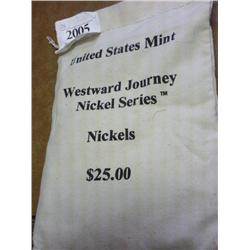 2005
United States Mint
Westward Journey
Nickel Series™
Nickels
$25.00